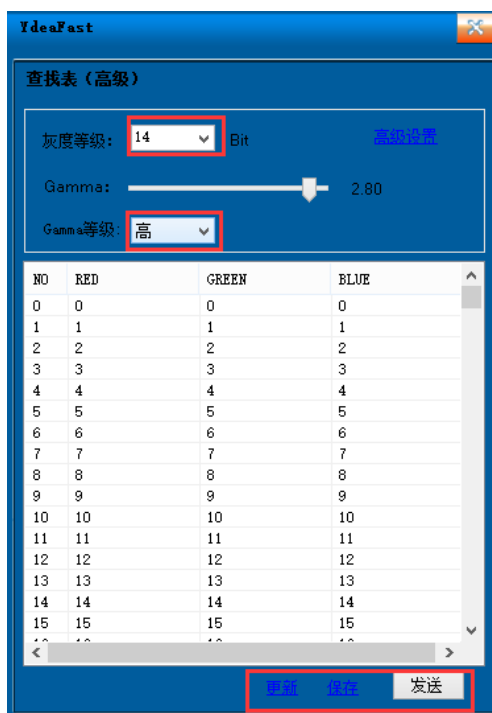 YdeaFast
查找表（高级）
灰度等级： 14 Bit 高级设置
Gamma： 2.80
Gamma等级: 高
NO RED GREEN BLUE
0 0 0 0
1 1 1 1
2 2 2 2
3 3 3 3
4 4 4 4
5 5 5 5
6 6 6 6
7 7 7 7
8 8 8 8
9 9 9 9
10 10 10 10
11 11 11 11
12 12 12 12
13 13 13 13
14 14 14 14
15 15 15 15
更新 保存 发送